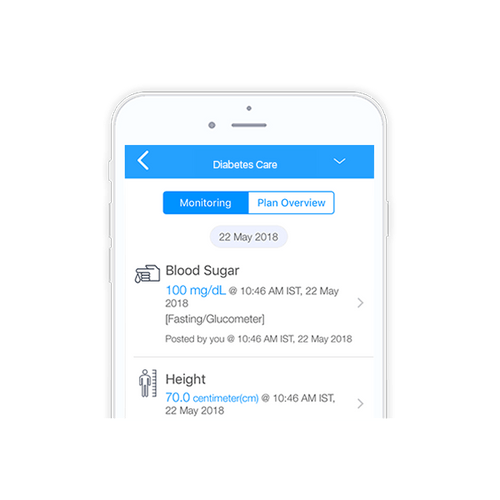 Diabetes Care
Monitoring
Plan Overview
22 May 2018
Blood Sugar
100 mg/dL @ 10:46 AM IST, 22 May
2018
[Fasting/Glucometer]
Posted by you @ 10:46 AM IST, 22 May 2018
Height
70.0 centimeter(cm) @ 10:46 AM IST,
22 May 2018